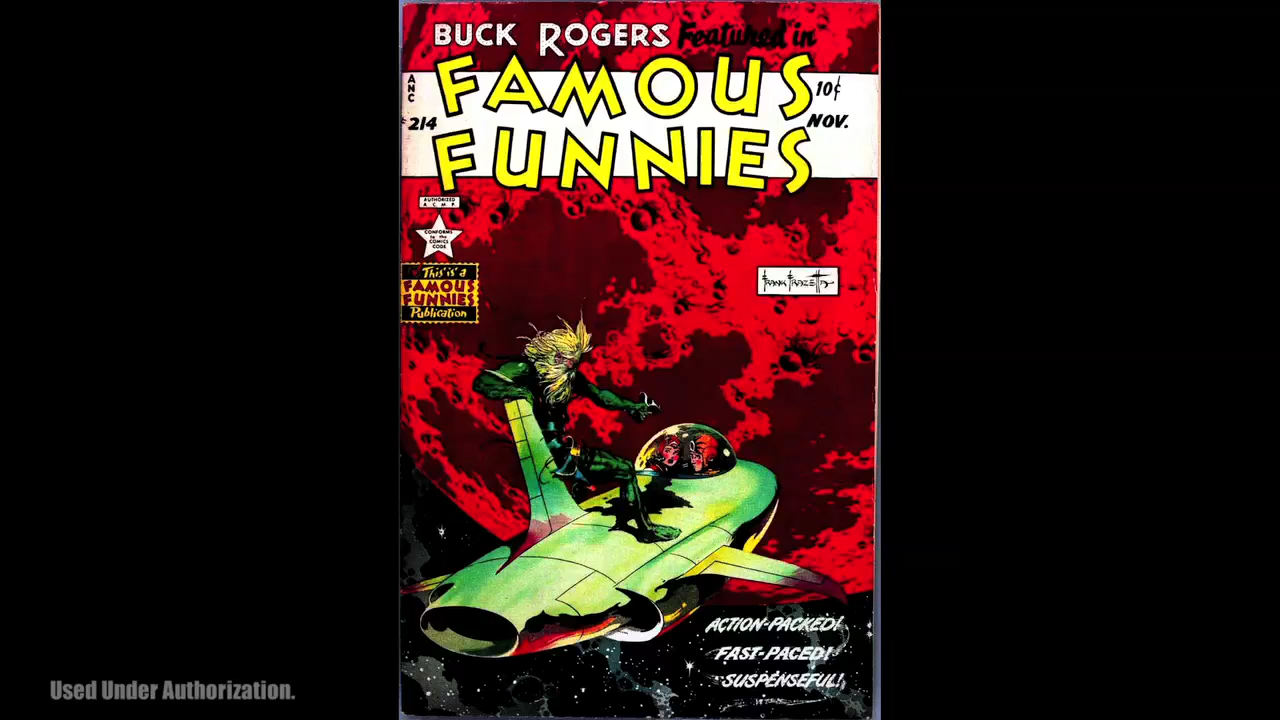 BUCK ROGERS Featured in
FAMOUS
FUNNIES
ANC
214
10¢
NOV.
AUTHORIZED
A.C.M.P.
CONFORMS
to the
COMICS
CODE
This is a
FAMOUS
FUNNIES
Publication
FRANK FRAZETTA
ACTION-PACKED!
FAST-PACED!
SUSPENSEFUL!
Used Under Authorization.